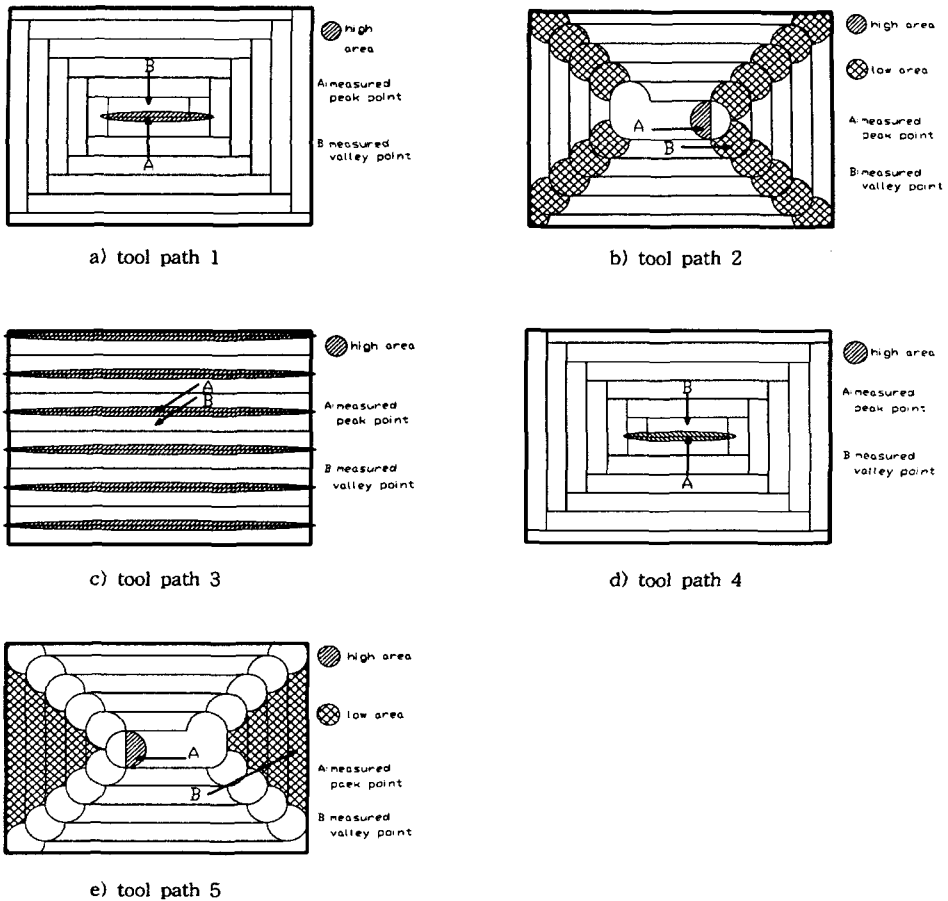 high
area
B
A:measured
peak point
B measured
valley point
A
a) tool path 1
high area
low area
A
B
A:measured
peak point
B:measured
valley point
b) tool path 2
high area
A
B
A:measured
peak point
B measured
valley point
c) tool path 3
high area
B
A:measured
peak point
B measured
valley point
A
d) tool path 4
high area
low area
A
B
A:measured
paek point
B measured
valley point
e) tool path 5